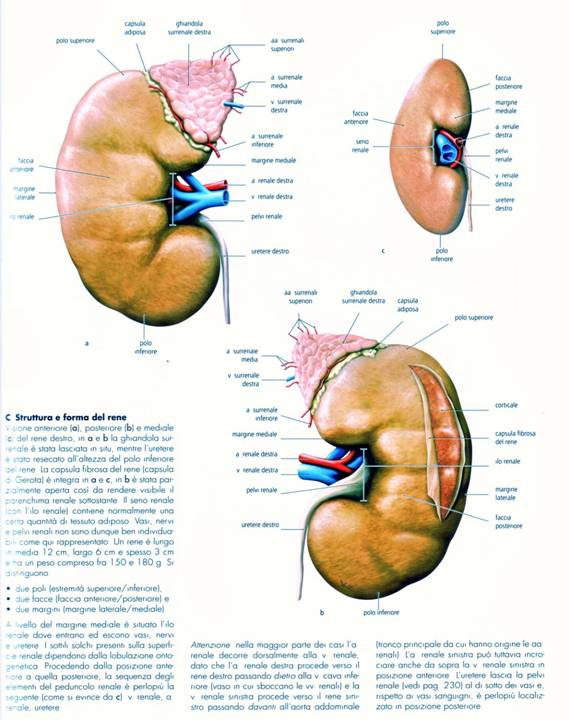 capsula
adiposa
ghiandola
surrenale destra
polo superiore
aa surrenali
superiori
a surrenale
media
v surrenale
destra
a surrenale
inferiore
margine mediale
a renale destra
v renale destra
pelvi renale
uretere destro
faccia
anteriore
margine
laterale
ilo renale
polo
inferiore
a
polo
superiore
faccia
posteriore
margine
mediale
a renale
destra
pelvi
renale
v renale
destra
uretere
destro
faccia
anteriore
seno
renale
polo
inferiore
c
aa surrenali
superiori
ghiandola
surrenale destra
capsula
adiposa
polo superiore
a surrenale
media
v surrenale
destra
a surrenale
inferiore
margine mediale
a renale destra
v renale destra
pelvi renale
uretere destro
corticale
capsula fibrosa
del rene
ilo renale
margine
laterale
faccia
posteriore
b
polo inferiore
C Struttura e forma del rene
Visione anteriore (a), posteriore (b) e mediale
(c) del rene destro, in a e b la ghiandola sur-
renale è stata lasciata in situ, mentre l'uretere
è stato resecato all'altezza del polo inferiore
del rene La capsula fibrosa del rene (capsula
di Gerota) è integra in a e c, in b è stata par-
zialmente aperta così da rendere visibile il
parenchima renale sottostante Il seno renale
(con l'ilo renale) contiene normalmente una
certa quantità di tessuto adiposo Vasi, nervi
e pelvi renali non sono dunque ben individua-
bili come qui rappresentato Un rene è lungo
in media 12 cm, largo 6 cm e spesso 3 cm
e ha un peso compreso fra 150 e 180 g Si
distinguono
• due poli (estremità superiore/inferiore),
• due facce (faccia anteriore/posteriore) e
• due margini (margine laterale/mediale)
A livello del margine mediale è situato l'ilo
renale dove entrano ed escono vasi, nervi
e uretere I sottili solchi presenti sulla superfi-
cie renale dipendono dalla lobulazione onto-
genetica Procedendo dalla posizione ante-
riore a quella posteriore, la sequenza degli
elementi del peduncolo renale è perlopiù la
seguente (come si evince da c) v renale, a
renale, uretere
Attenzione nella maggior parte dei casi l'a
renale decorre dorsalmente alla v renale,
dato che l'a renale destra procede verso il
rene destro passando dietro alla v cava infe-
riore (vaso in cui sboccano le vv renali) e la
v renale sinistra procede verso il rene sini-
stro passando davanti all'aorta addominale
(tronco principale da cui hanno origine le aa
renali) L'a renale sinistra può tuttavia incro-
ciare anche da sopra la v renale sinistra in
posizione anteriore L'uretere lascia la pelvi
renale (vedi pag 230) al di sotto dei vasi e,
rispetto ai vasi sanguigni, è perlopiù localiz-
zato in posizione posteriore